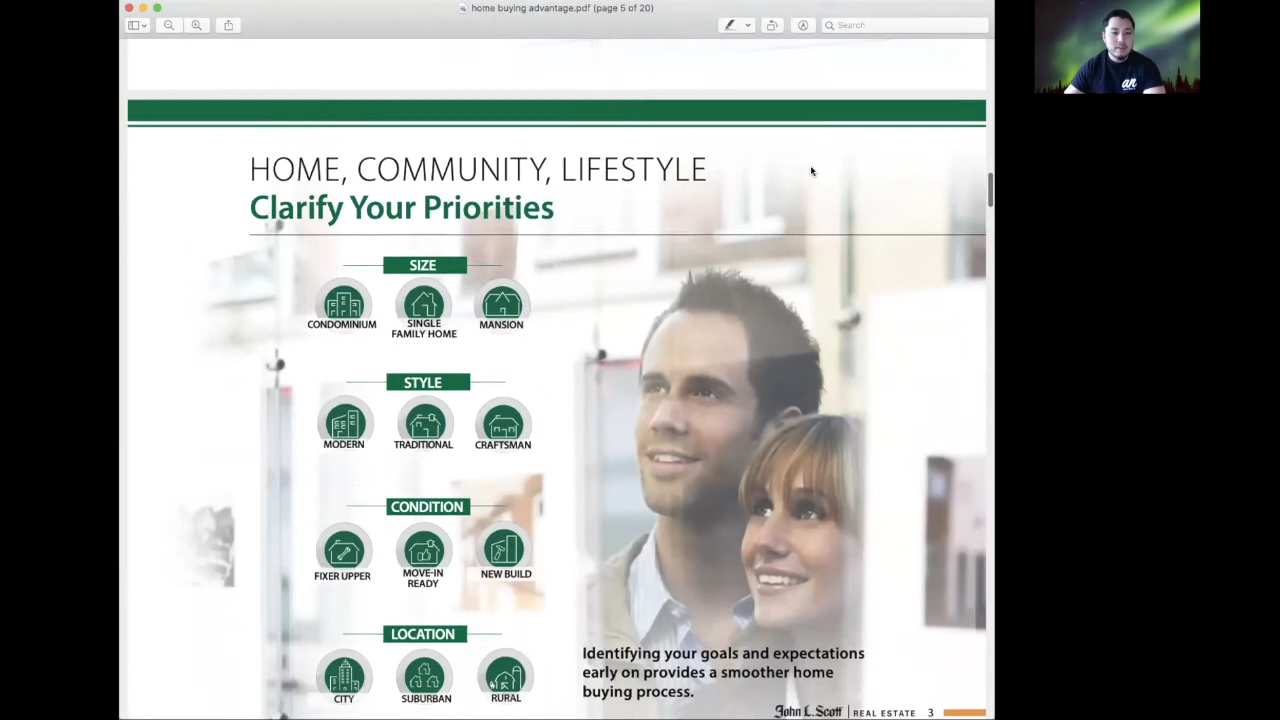 home buying advantage.pdf (page 5 of 20)
Search
an
HOME, COMMUNITY, LIFESTYLE
Clarify Your Priorities
SIZE
CONDOMINIUM
SINGLE
FAMILY HOME
MANSION
STYLE
MODERN
TRADITIONAL
CRAFTSMAN
CONDITION
FIXER UPPER
MOVE-IN
READY
NEW BUILD
LOCATION
CITY
SUBURBAN
RURAL
Identifying your goals and expectations
early on provides a smoother home
buying process.
John L. Scott | REAL ESTATE 3